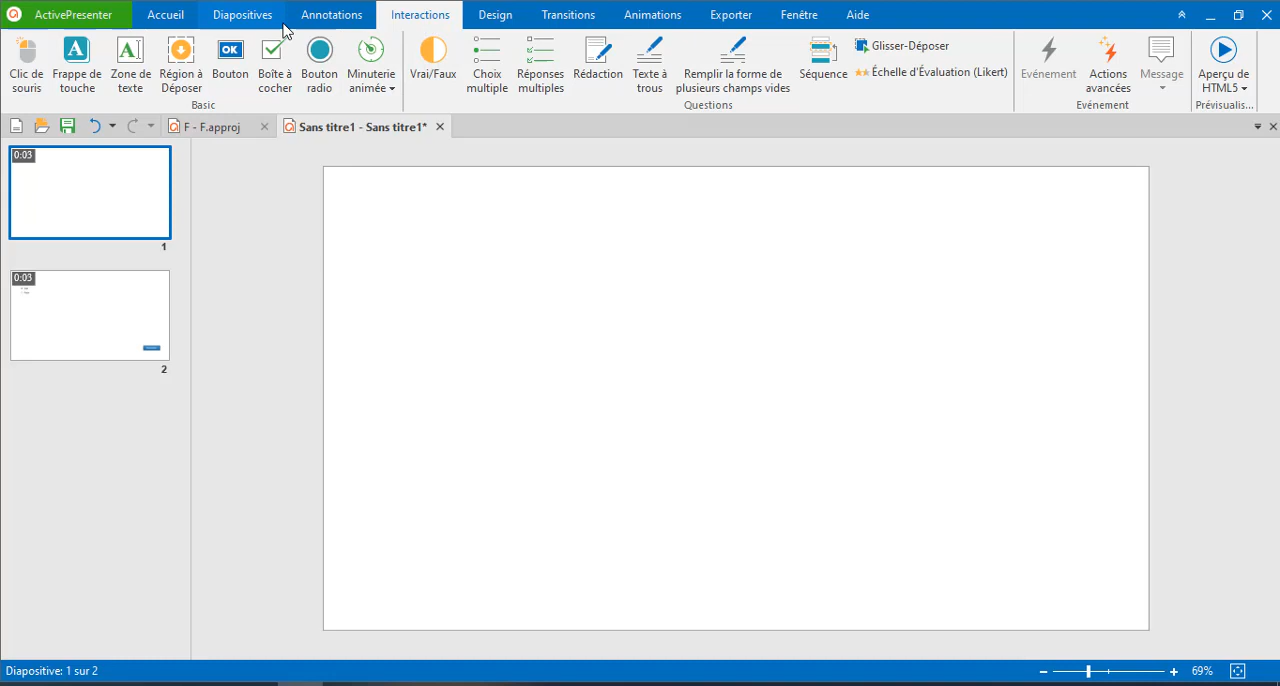 ActivePresenter Accueil Diapositives Annotations Interactions Design Transitions Animations Exporter Fenêtre Aide
Clic de souris
Frappe de touche
Zone de texte
Région à Déposer
OK
Bouton
Boîte à cocher
Bouton radio
Minuterie animée
Basic
Vrai/Faux
Choix multiple
Réponses multiples
Rédaction
Texte à trous
Remplir la forme de plusieurs champs vides
Séquence
Glisser-Déposer
Échelle d'Évaluation (Likert)
Questions
Evénement
Actions avancées
Message
Evénement
Aperçu de HTML5
Prévisualis...
F - F.approj
Sans titre1 - Sans titre1*
0:03
1
0:03
2
Diapositive: 1 sur 2
69%